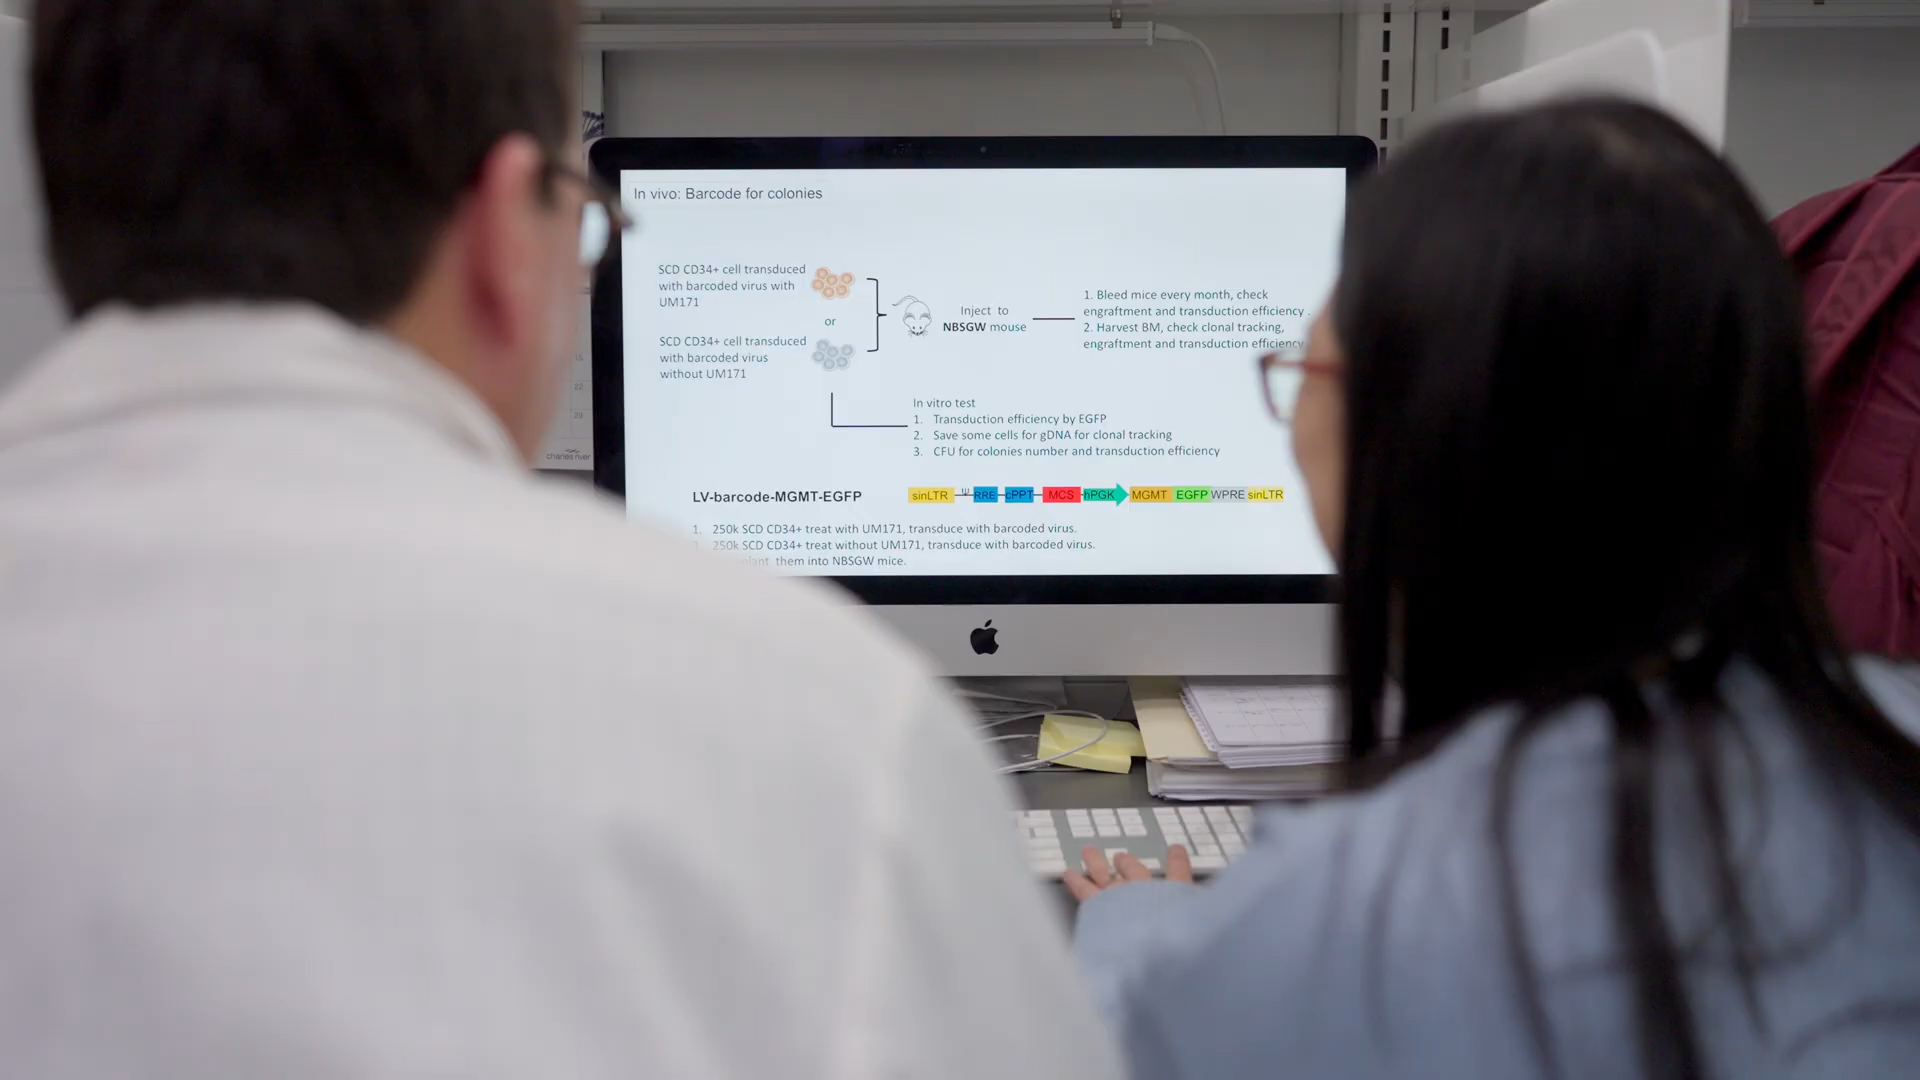 In vivo: Barcode for colonies
SCD CD34+ cell transduced
with barcoded virus with
UM171
or
SCD CD34+ cell transduced
with barcoded virus
without UM171
Inject to
NBSGW mouse
1. Bleed mice every month, check
engraftment and transduction efficiency .
2. Harvest BM, check clonal tracking,
engraftment and transduction efficiency
In vitro test
1. Transduction efficiency by EGFP
2. Save some cells for gDNA for clonal tracking
3. CFU for colonies number and transduction efficiency
LV-barcode-MGMT-EGFP
sinLTR Ψ RRE cPPT MCS hPGK MGMT EGFP WPRE sinLTR
1. 250k SCD CD34+ treat with UM171, transduce with barcoded virus.
250k SCD CD34+ treat without UM171, transduce with barcoded virus.
them into NBSGW mice.
15
22
29
charles river